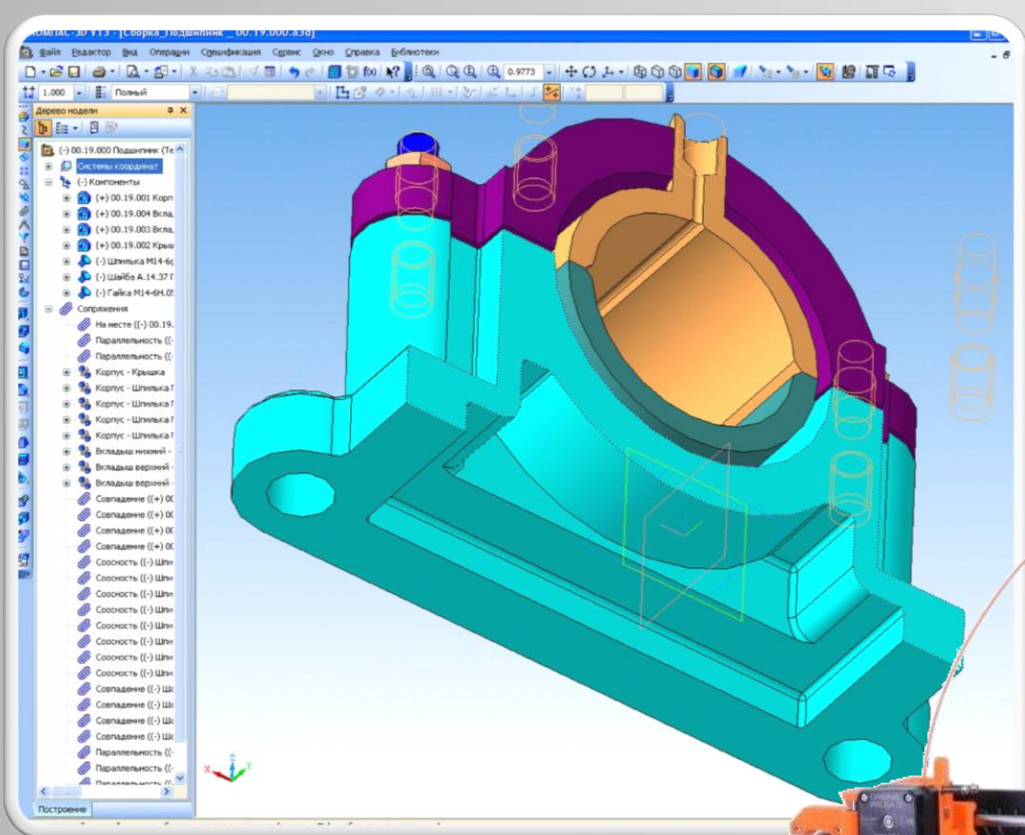 КОМПАС-3D V13 - [Сборка_Подшипник _ 00.19.000.a3d]
Файл Редактор Вид Операции Спецификация Сервис Окно Справка Библиотеки
0.9773
1.000 Полный
Дерево модели
(-) 00.19.000 Подшипник (Те
Системы координат
(-) Компоненты
(+) 00.19.001 Корп
(+) 00.19.004 Вкла
(+) 00.19.003 Вкла
(+) 00.19.002 Крыш
(-) Шпилька М14-6g
(-) Шайба А.14.37 Г
(-) Гайка М14-6Н.05
Сопряжения
На месте ((-) 00.19.
Параллельность ((-
Параллельность ((-
Корпус - Крышка
Корпус - Шпилька
Корпус - Шпилька
Корпус - Шпилька
Корпус - Шпилька
Вкладыш нижний -
Вкладыш верхний -
Вкладыш верхний -
Совпадение ((+) 00
Совпадение ((+) 00
Совпадение ((+) 00
Совпадение ((+) 00
Соосность ((-) Шпи
Соосность ((-) Шпи
Соосность ((-) Шпи
Соосность ((-) Шпи
Соосность ((-) Шпи
Соосность ((-) Шпи
Соосность ((-) Шпи
Соосность ((-) Шпи
Совпадение ((-) Ша
Совпадение ((-) Ша
Совпадение ((-) Ша
Совпадение ((-) Ша
Параллельность ((-
Параллельность ((-
Параллельность ((-
Построение
X Z Y